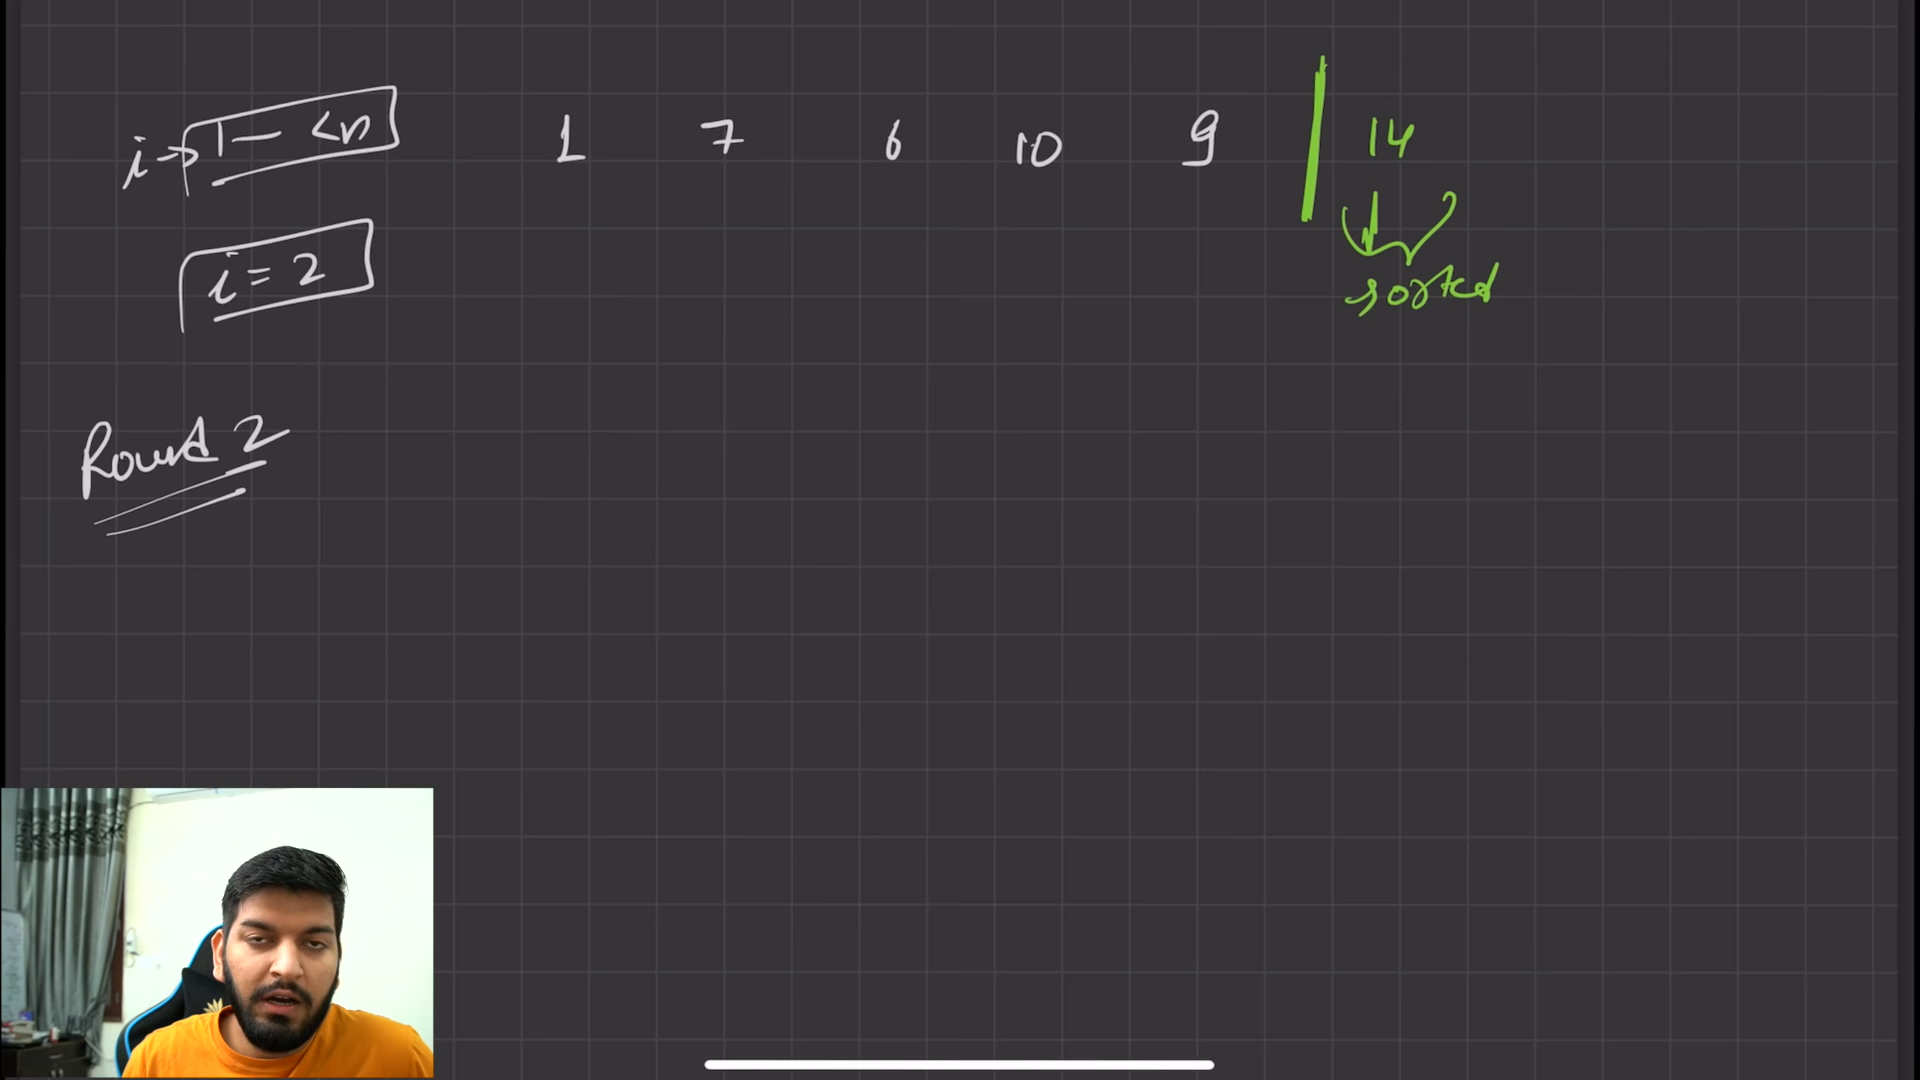 i→ 1 — <n 1 7 6 10 9 | 14
i = 2 sorted
Round 2